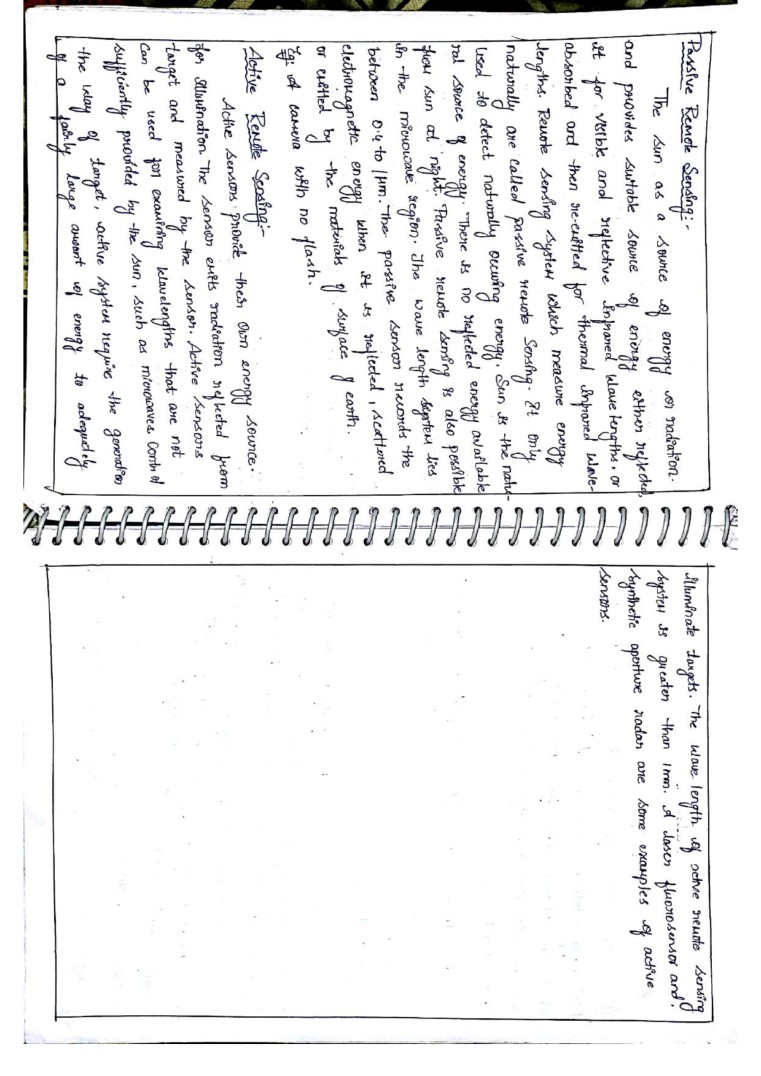 Passive Remote Sensing:-
The sun as a source of energy or radiation.
and provides suitable source of energy either reflected,
it for visible and reflective infrared wave lengths, or
absorbed and then re-emitted for thermal infrared wave-
lengths. Remote sensing system which measure energy
naturally are called passive remote sensing. It only
used to detect naturally occuring energy. Sun is the natu-
ral source of energy. There is no reflected energy available
from sun at night. Passive remote sensing is also possible
in the microwave region. The wave length system lies
between 0.4 to 1mm. The passive sensor records the
electromagnetic energy when it is reflected, scattered
or emitted by the materials of surface of earth.
Eg: A camera with no flash.
Active Remote Sensing:-
Active sensors provide their own energy source.
for illumination The sensor emits radiation reflected from
target and measured by the sensor. Active sensors
can be used for examining wavelengths that are not
sufficiently provided by the sun, such as microwaves. Control
the way of target, active system require the generation
of a fairly large amount of energy to adequately
illuminate targets. The wave length of active remote sensing
system is greater than 1mm. A laser fluorosensor and
synthetic aperture radar are some examples of active
sensors.